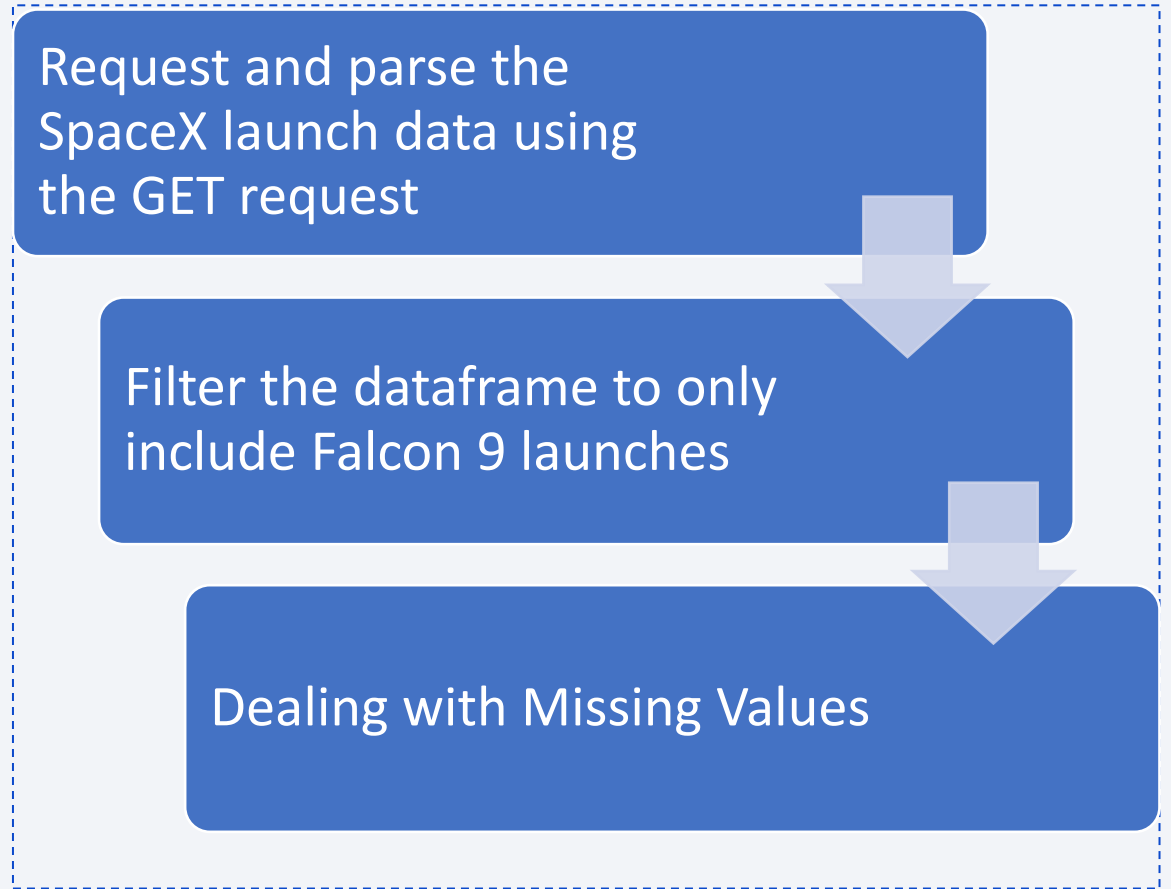 Request and parse the
SpaceX launch data using
the GET request
Filter the dataframe to only
include Falcon 9 launches
Dealing with Missing Values